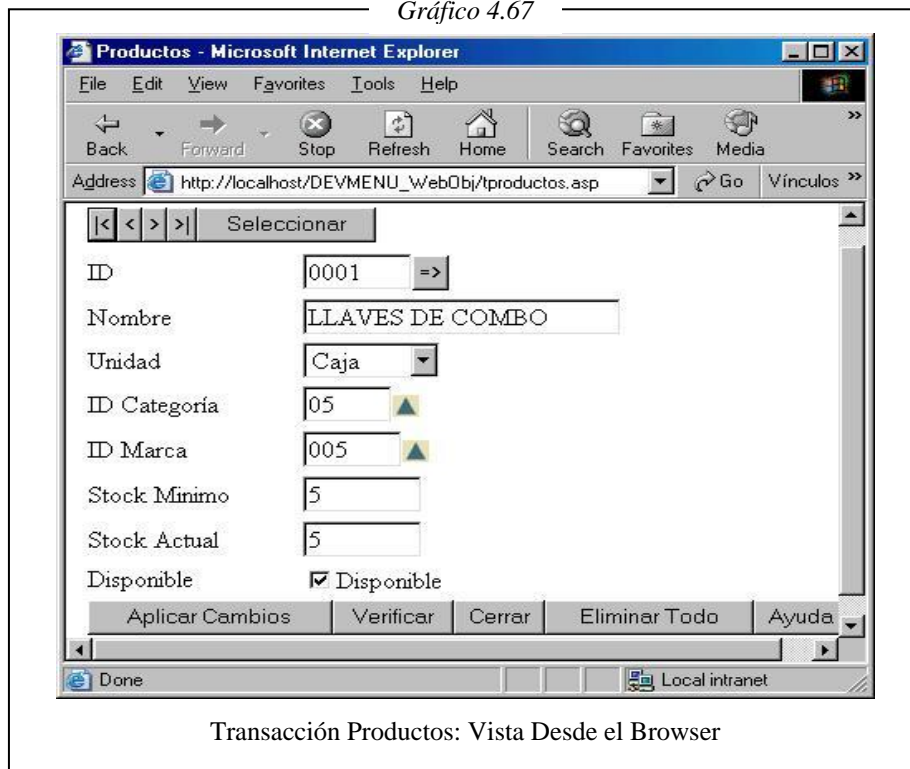 Gráfico 4.67
Productos - Microsoft Internet Explorer
File Edit View Favorites Tools Help
Back Forward Stop Refresh Home Search Favorites Media »
Address http://localhost/DEVMENU_WebObj/tproductos.asp Go Vínculos »
|< < > >| Seleccionar
ID 0001 =>
Nombre LLAVES DE COMBO
Unidad Caja
ID Categoría 05
ID Marca 005
Stock Minimo 5
Stock Actual 5
Disponible Disponible
Aplicar Cambios Verificar Cerrar Eliminar Todo Ayuda
Done Local intranet
Transacción Productos: Vista Desde el Browser